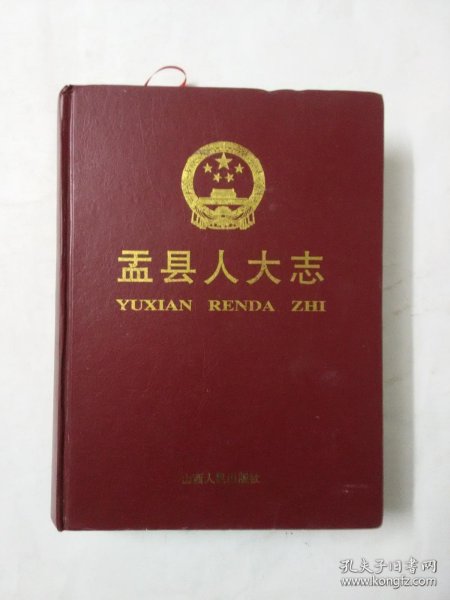 盂县人大志
YUXIAN RENDA ZHI
山西人民出版社
孔夫子旧书网
www.kongfz.com